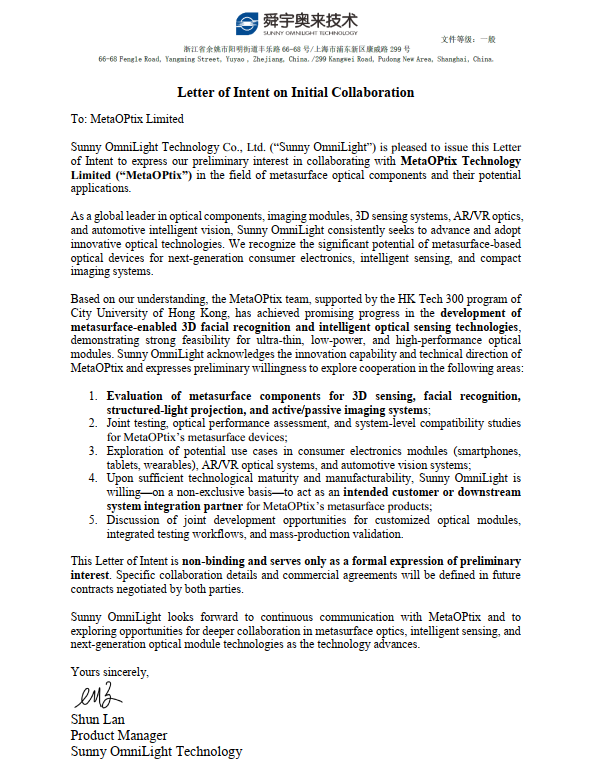 舜宇奥来技术
SUNNY OMNILIGHT TECHNOLOGY
文件等级：一般
浙江省余姚市阳明街道丰乐路 66-68 号/上海市浦东新区康威路 299 号
66-68 Fengle Road, Yangming Street, Yuyao , Zhejiang, China./299 Kangwei Road, Pudong New Area, Shanghai, China.
Letter of Intent on Initial Collaboration
To: MetaOPtix Limited
Sunny OmniLight Technology Co., Ltd. (“Sunny OmniLight”) is pleased to issue this Letter
of Intent to express our preliminary interest in collaborating with MetaOPtix Technology
Limited (“MetaOPtix”) in the field of metasurface optical components and their potential
applications.
As a global leader in optical components, imaging modules, 3D sensing systems, AR/VR optics,
and automotive intelligent vision, Sunny OmniLight consistently seeks to advance and adopt
innovative optical technologies. We recognize the significant potential of metasurface-based
optical devices for next-generation consumer electronics, intelligent sensing, and compact
imaging systems.
Based on our understanding, the MetaOPtix team, supported by the HK Tech 300 program of
City University of Hong Kong, has achieved promising progress in the development of
metasurface-enabled 3D facial recognition and intelligent optical sensing technologies,
demonstrating strong feasibility for ultra-thin, low-power, and high-performance optical
modules. Sunny OmniLight acknowledges the innovation capability and technical direction of
MetaOPtix and expresses preliminary willingness to explore cooperation in the following areas:
1. Evaluation of metasurface components for 3D sensing, facial recognition,
structured-light projection, and active/passive imaging systems;
2. Joint testing, optical performance assessment, and system-level compatibility studies
for MetaOPtix’s metasurface devices;
3. Exploration of potential use cases in consumer electronics modules (smartphones,
tablets, wearables), AR/VR optical systems, and automotive vision systems;
4. Upon sufficient technological maturity and manufacturability, Sunny OmniLight is
willing—on a non-exclusive basis—to act as an intended customer or downstream
system integration partner for MetaOPtix’s metasurface products;
5. Discussion of joint development opportunities for customized optical modules,
integrated testing workflows, and mass-production validation.
This Letter of Intent is non-binding and serves only as a formal expression of preliminary
interest. Specific collaboration details and commercial agreements will be defined in future
contracts negotiated by both parties.
Sunny OmniLight looks forward to continuous communication with MetaOPtix and to
exploring opportunities for deeper collaboration in metasurface optics, intelligent sensing, and
next-generation optical module technologies as the technology advances.
Yours sincerely,
Shun Lan
Product Manager
Sunny OmniLight Technology